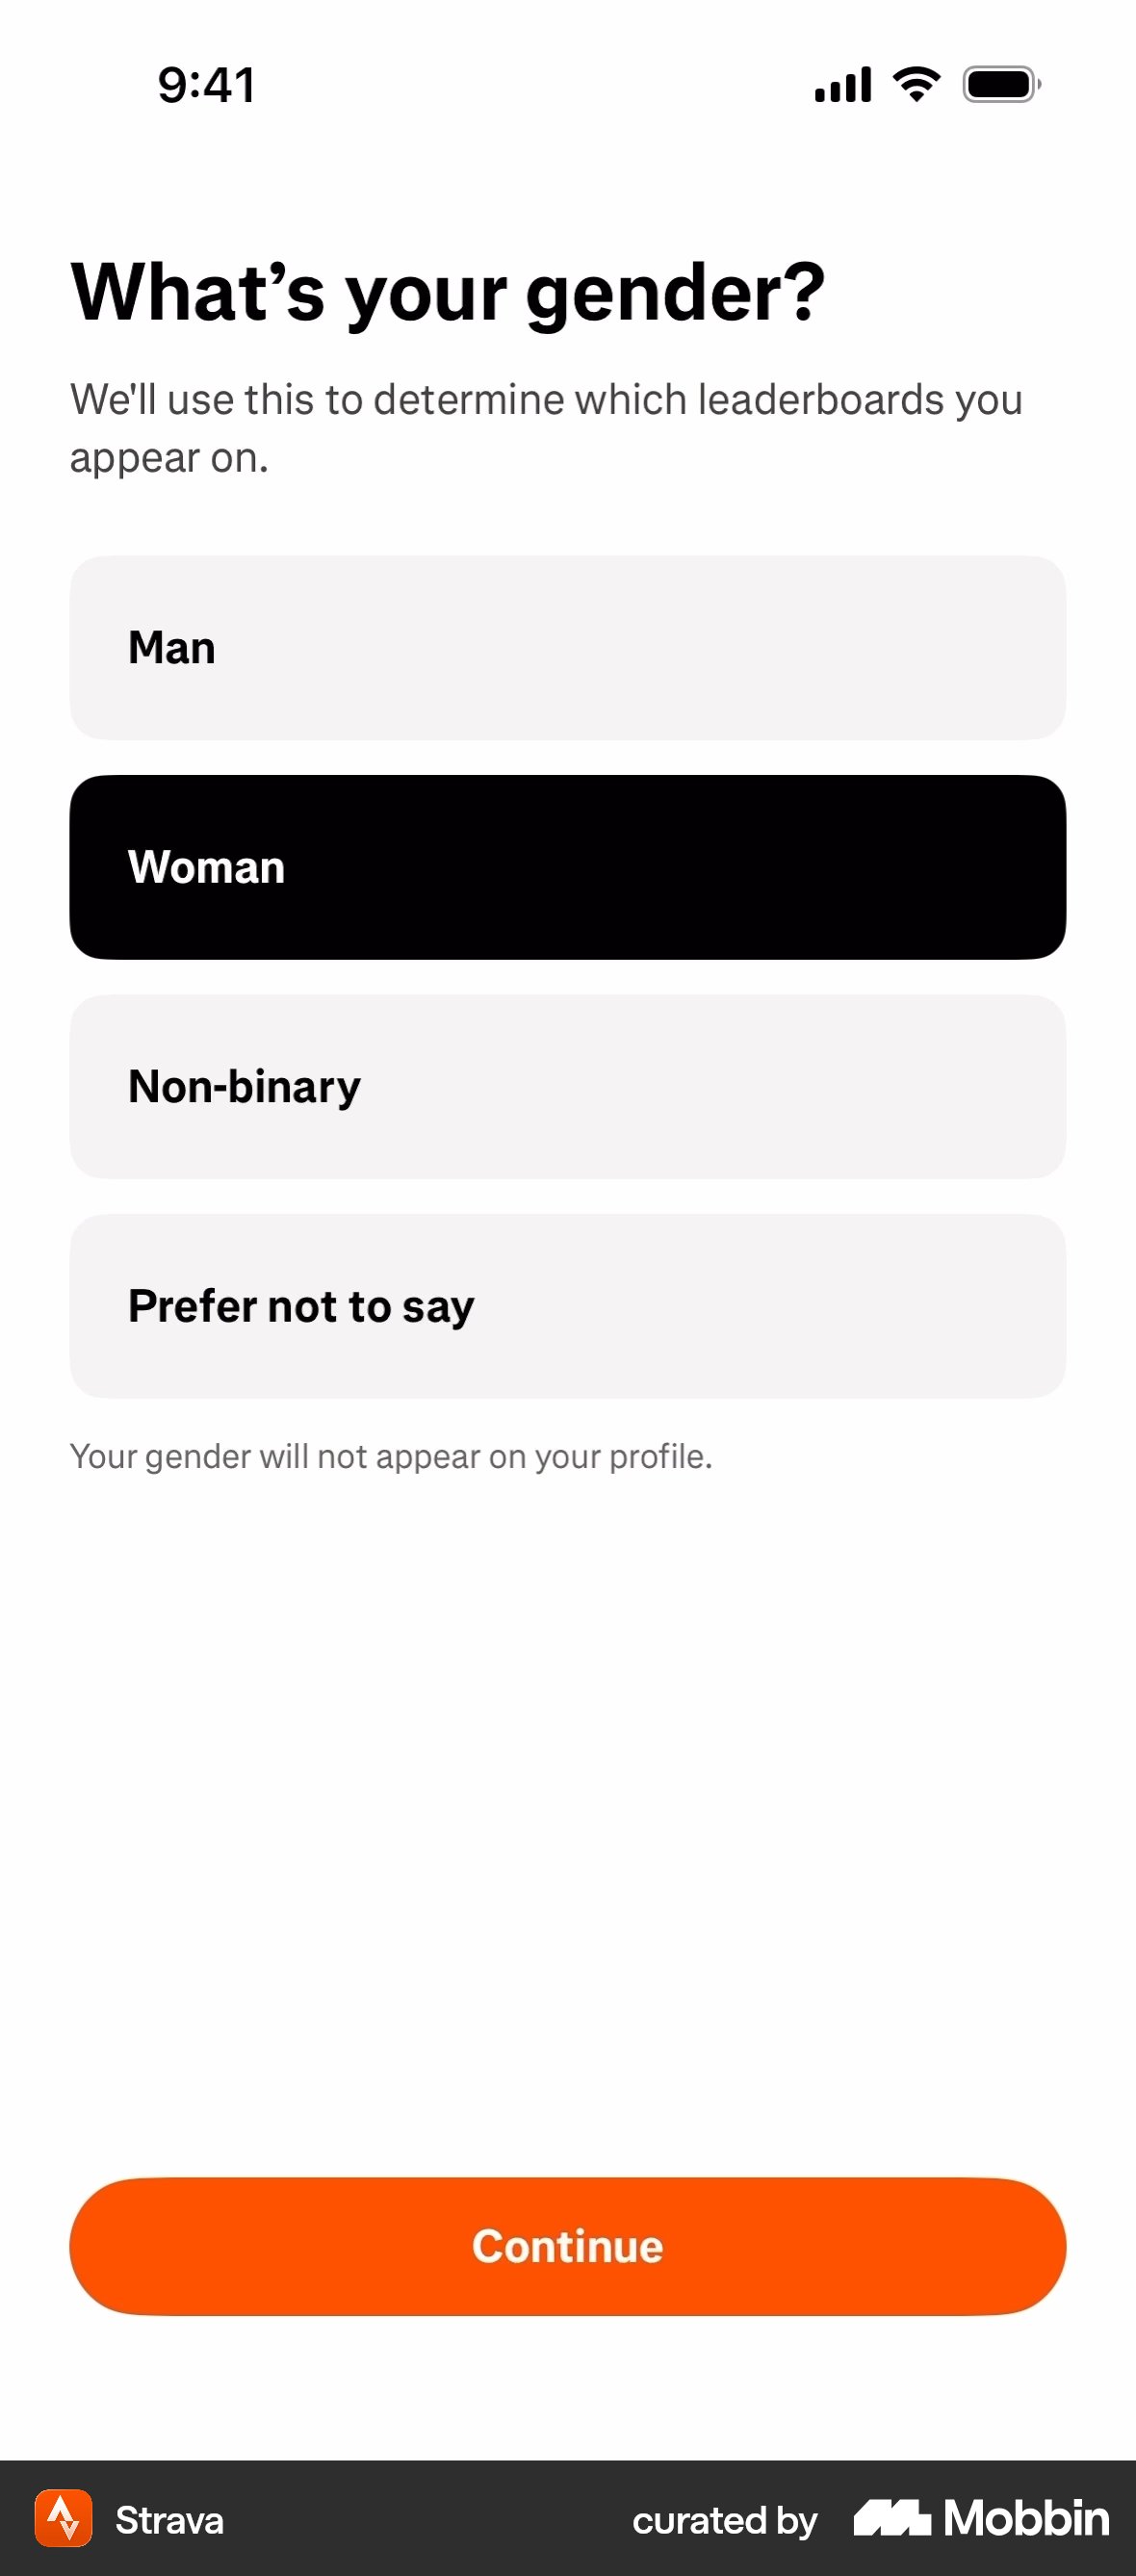 9:41
What’s your gender?
We'll use this to determine which leaderboards you
appear on.
Man
Woman
Non-binary
Prefer not to say
Your gender will not appear on your profile.
Continue
Strava
curated by Mobbin